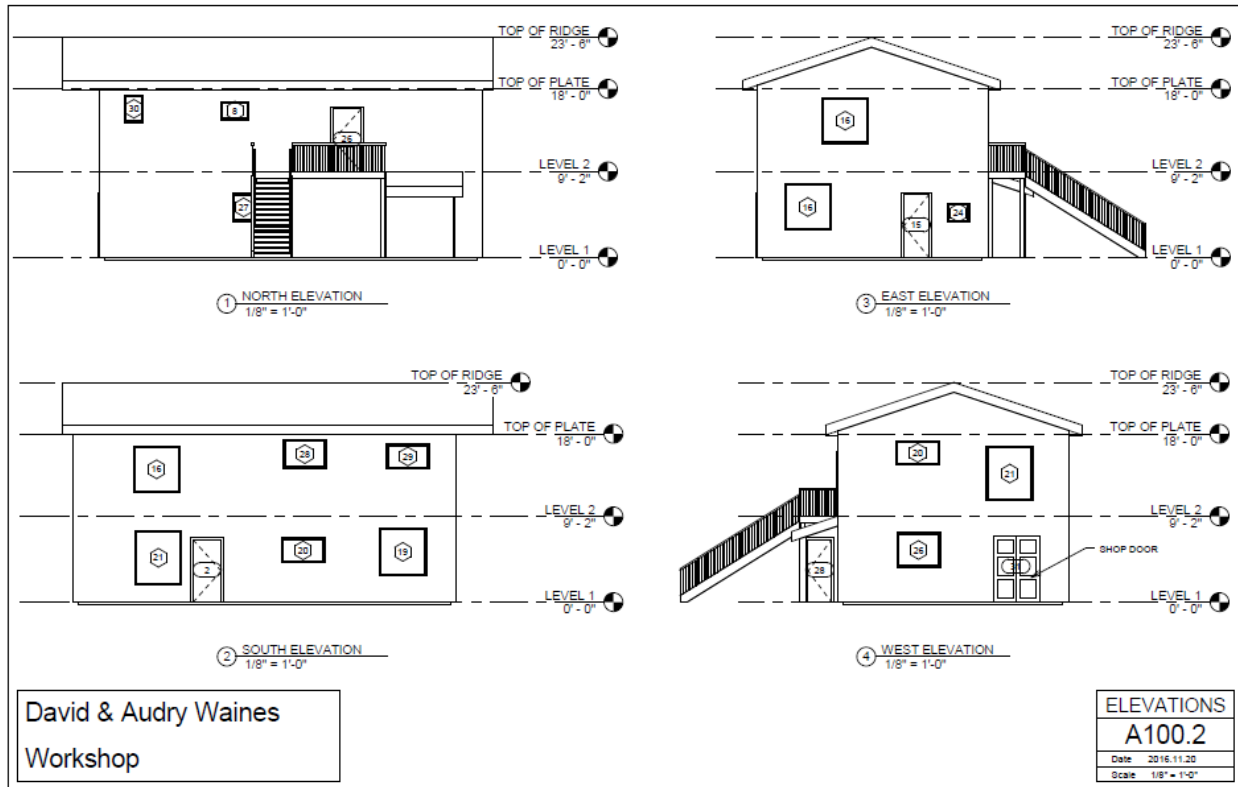 TOP OF RIDGE
23' - 6"
TOP OF PLATE
18' - 0"
30
8
26
LEVEL 2
9' - 2"
27
LEVEL 1
0' - 0"
1 NORTH ELEVATION
1/8" = 1'-0"
TOP OF RIDGE
23' - 6"
TOP OF PLATE
18' - 0"
16
LEVEL 2
9' - 2"
16
15
24
LEVEL 1
0' - 0"
3 EAST ELEVATION
1/8" = 1'-0"
TOP OF RIDGE
23' - 6"
TOP OF PLATE
18' - 0"
16
28
29
LEVEL 2
9' - 2"
21
2
20
19
LEVEL 1
0' - 0"
2 SOUTH ELEVATION
1/8" = 1'-0"
TOP OF RIDGE
23' - 6"
TOP OF PLATE
18' - 0"
20
21
LEVEL 2
9' - 2"
26
SHOP DOOR
28
31
LEVEL 1
0' - 0"
4 WEST ELEVATION
1/8" = 1'-0"
David & Audry Waines
Workshop
ELEVATIONS
A100.2
Date 2016.11.20
Scale 1/8" = 1'-0"